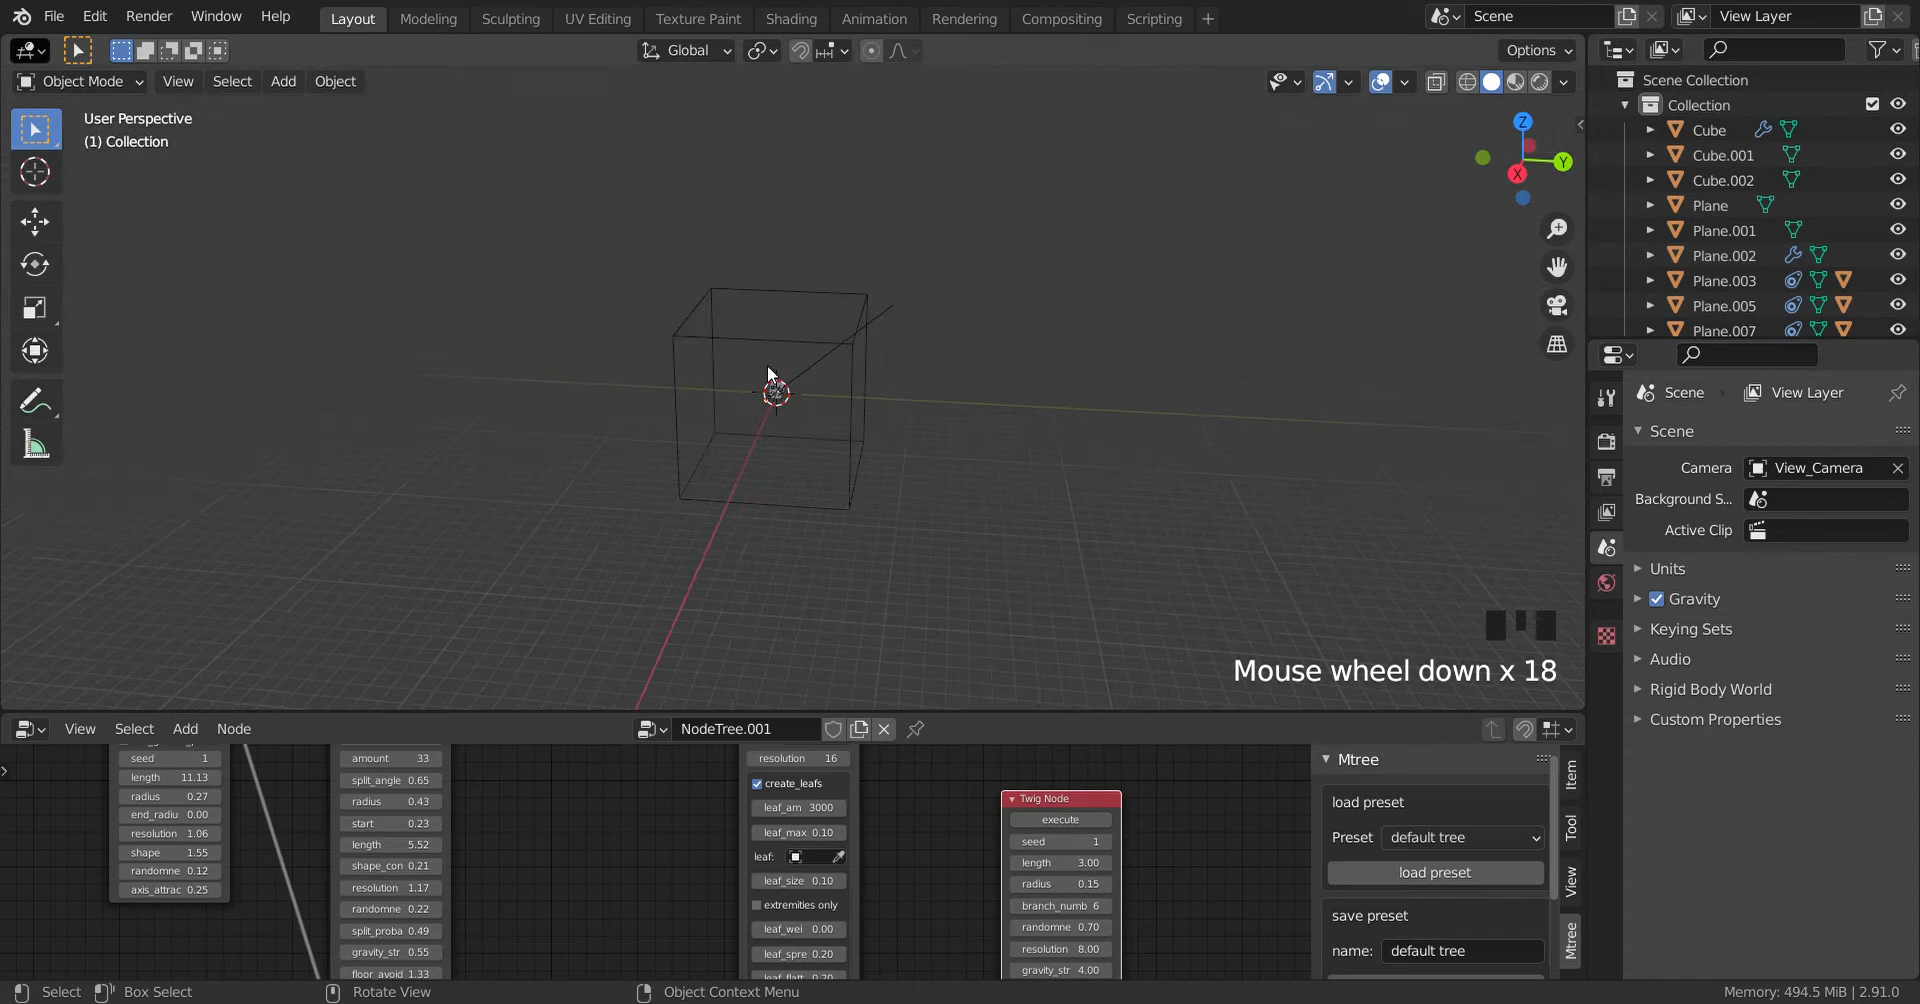 File Edit Render Window Help Layout Modeling Sculpting UV Editing Texture Paint Shading Animation Rendering Compositing Scripting + Scene View Layer
Global Options
Object Mode View Select Add Object
User Perspective
(1) Collection
Z
Y
X
Mouse wheel down x 18
Scene Collection
Collection
Cube
Cube.001
Cube.002
Plane
Plane.001
Plane.002
Plane.003
Plane.005
Plane.007
Scene View Layer
Scene
Camera View_Camera
Background S...
Active Clip
Units
Gravity
Keying Sets
Audio
Rigid Body World
Custom Properties
View Select Add Node NodeTree.001
seed 1
length 11.13
radius 0.27
end_radiu 0.00
resolution 1.06
shape 1.55
randomne 0.12
axis_attrac 0.25
amount 33
split_angle 0.65
radius 0.43
start 0.23
length 5.52
shape_con 0.21
resolution 1.17
randomne 0.22
split_proba 0.49
gravity_str 0.55
floor_avoid 1.33
resolution 16
create_leafs
leaf_am 3000
leaf_max 0.10
leaf:
leaf_size 0.10
extremities only
leaf_wei 0.00
leaf_spre 0.20
leaf_flatt 0.20
Twig Node
execute
seed 1
length 3.00
radius 0.15
branch_numb 6
randomne 0.70
resolution 8.00
gravity_str 4.00
Mtree
load preset
Preset default tree
load preset
save preset
name: default tree
Item
Tool
View
Mtree
Select Box Select Rotate View Object Context Menu Memory: 494.5 MiB | 2.91.0